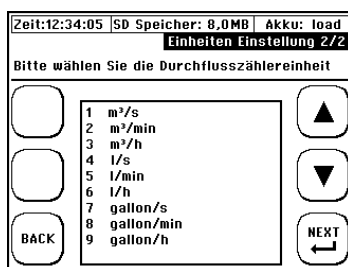 Zeit:12:34:05 SD Speicher: 8,0MB Akku: load
Einheiten Einstellung 2/2
Bitte wählen Sie die Durchflusszählereinheit
1 m³/s
2 m³/min
3 m³/h
4 l/s
5 l/min
6 l/h
7 gallon/s
8 gallon/min
9 gallon/h
BACK
NEXT